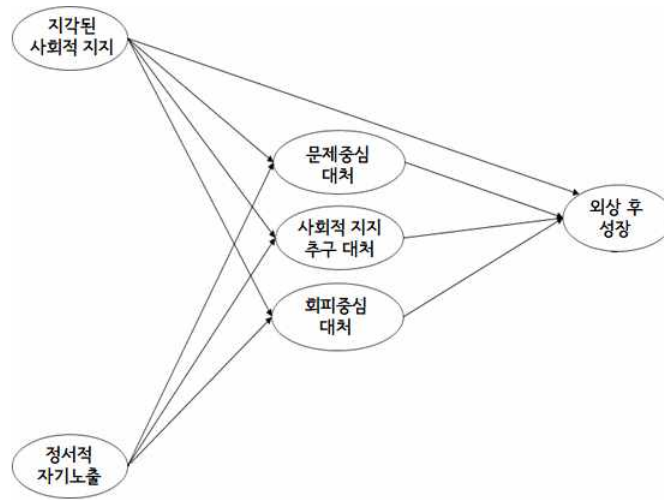 지각된
사회적 지지
문제중심
대처
사회적 지지
추구 대처
외상 후
성장
회피중심
대처
정서적
자기노출